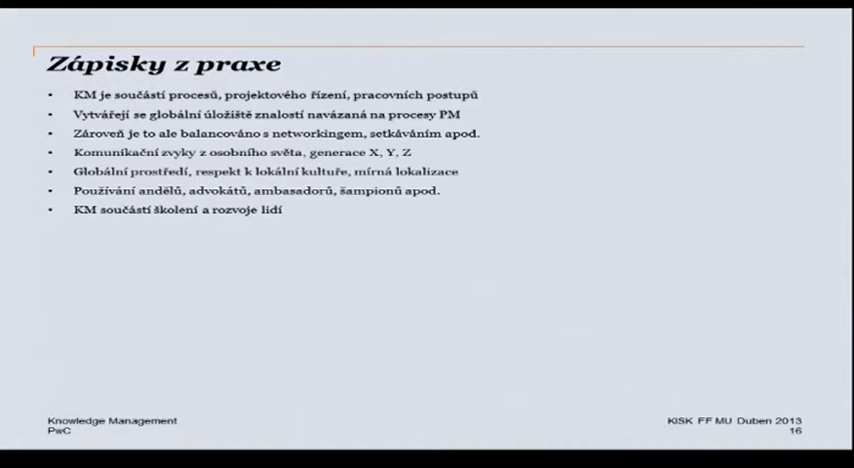 Zápisky z praxe
• KM je součástí procesů, projektového řízení, pracovních postupů
• Vytvářejí se globální úložiště znalostí navázaná na procesy PM
• Zároveň je to ale balancováno s networkingem, setkáváním apod.
• Komunikační zvyky z osobního světa, generace X, Y, Z
• Globální prostředí, respekt k lokální kultuře, mírná lokalizace
• Používání andělů, advokátů, ambasadorů, šampionů apod.
• KM součástí školení a rozvoje lidí
Knowledge Management
PwC
KISK FF MU Duben 2013
16